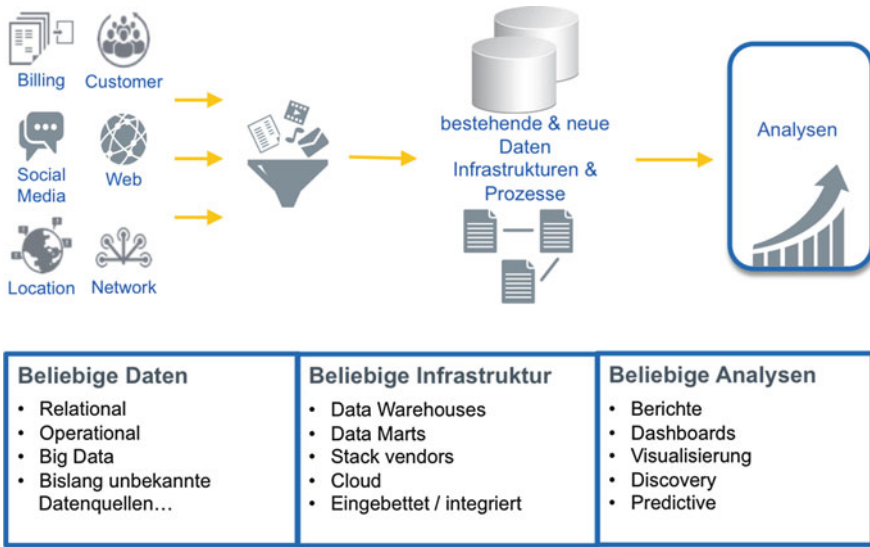 Billing Customer
Social
Media
Web
Location Network
bestehende & neue
Daten
Infrastrukturen &
Prozesse
Analysen
Beliebige Daten
• Relational
• Operational
• Big Data
• Bislang unbekannte
Datenquellen…
Beliebige Infrastruktur
• Data Warehouses
• Data Marts
• Stack vendors
• Cloud
• Eingebettet / integriert
Beliebige Analysen
• Berichte
• Dashboards
• Visualisierung
• Discovery
• Predictive